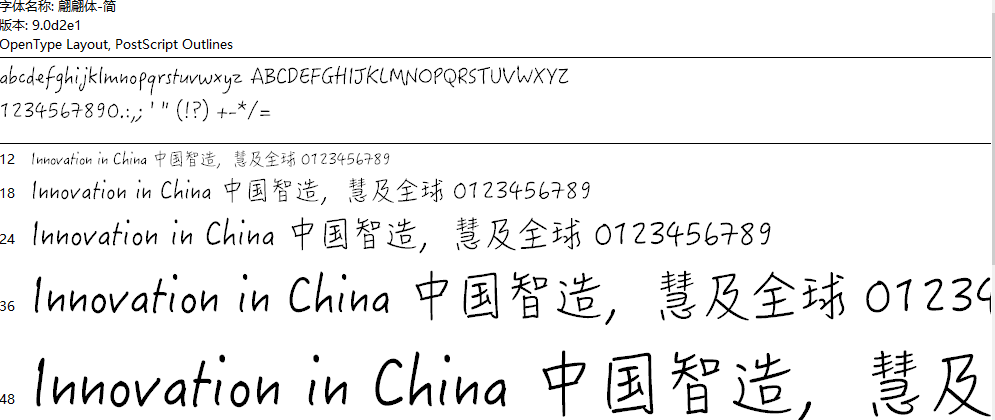 字体名称: 翩翩体-简
版本: 9.0d2e1
OpenType Layout, PostScript Outlines
abcdefghijklmnopqrstuvwxyz ABCDEFGHIJKLMNOPQRSTUVWXYZ
1234567890.:,; ' " (!?) +-*/=
12 Innovation in China 中国智造，慧及全球 0123456789
18 Innovation in China 中国智造，慧及全球 0123456789
24 Innovation in China 中国智造，慧及全球 0123456789
36 Innovation in China 中国智造，慧及全球 01234
48 Innovation in China 中国智造，慧及